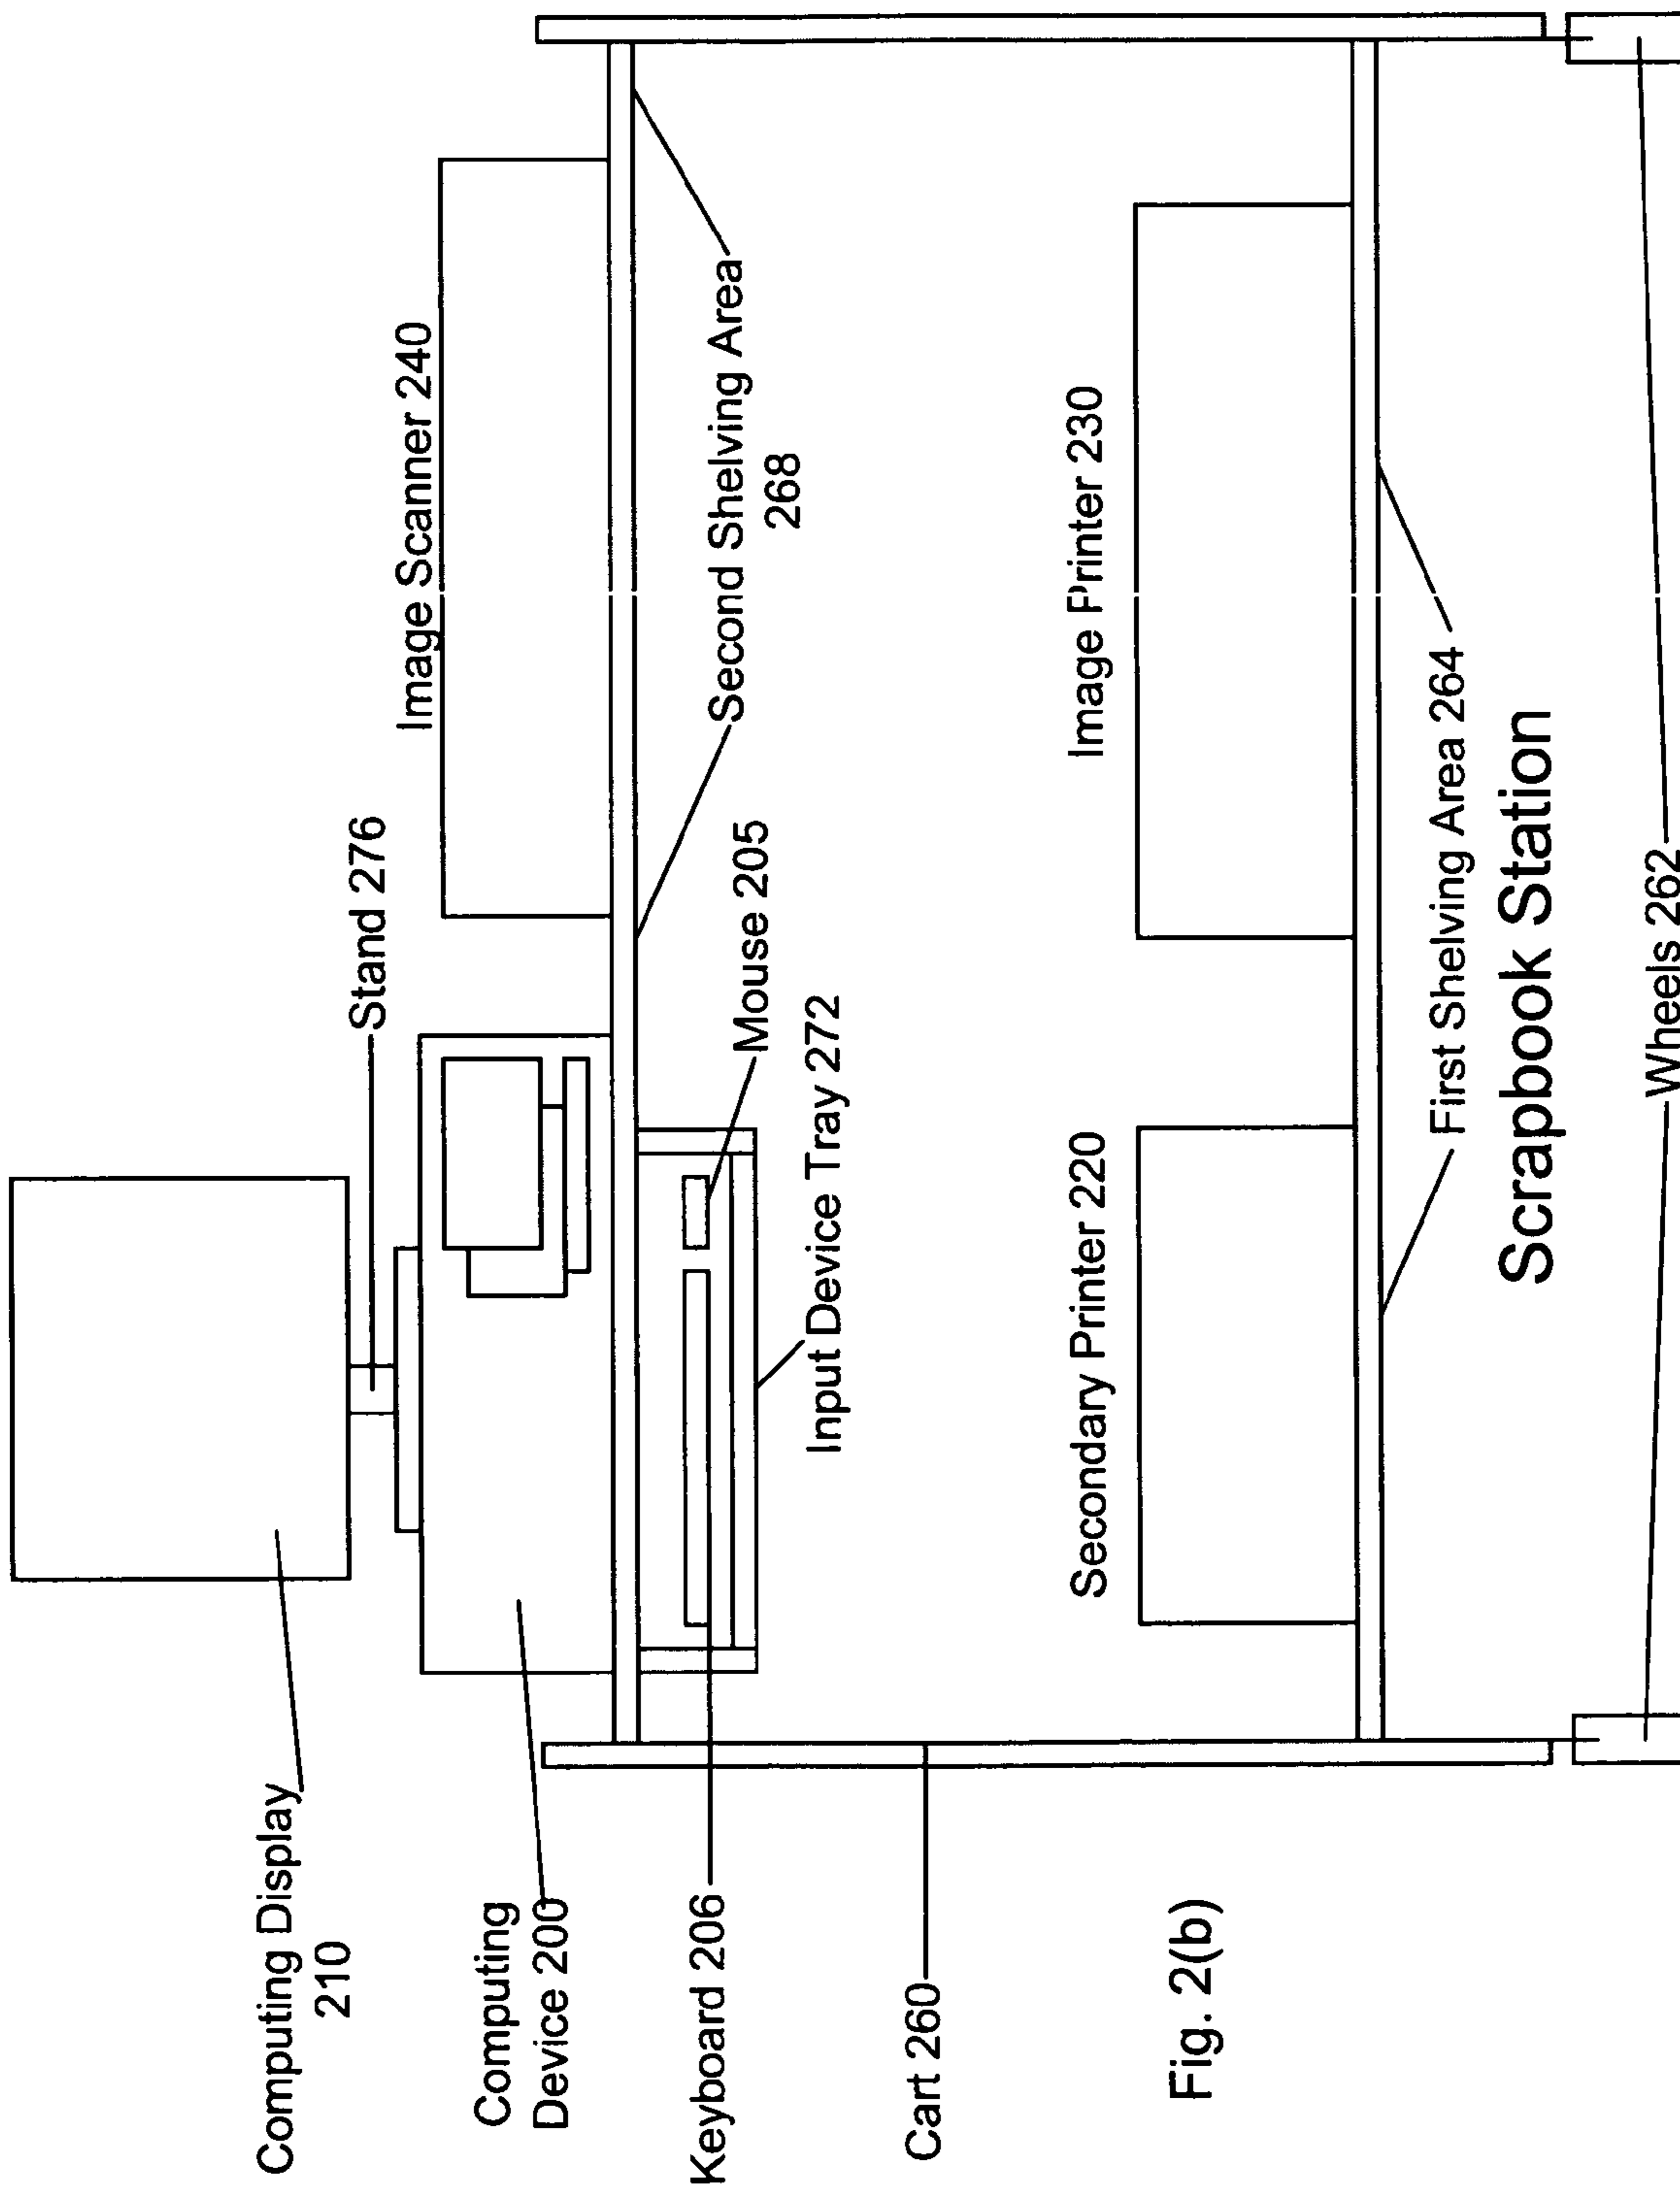 Computing Display
210
Stand 276
Image Scanner 240
Computing
Device 200
Keyboard 206
Mouse 205
Second Shelving Area
268
Input Device Tray 272
Cart 260
Secondary Printer 220
Image Printer 230
Fig. 2(b)
First Shelving Area 264
Scrapbook Station
Wheels 262